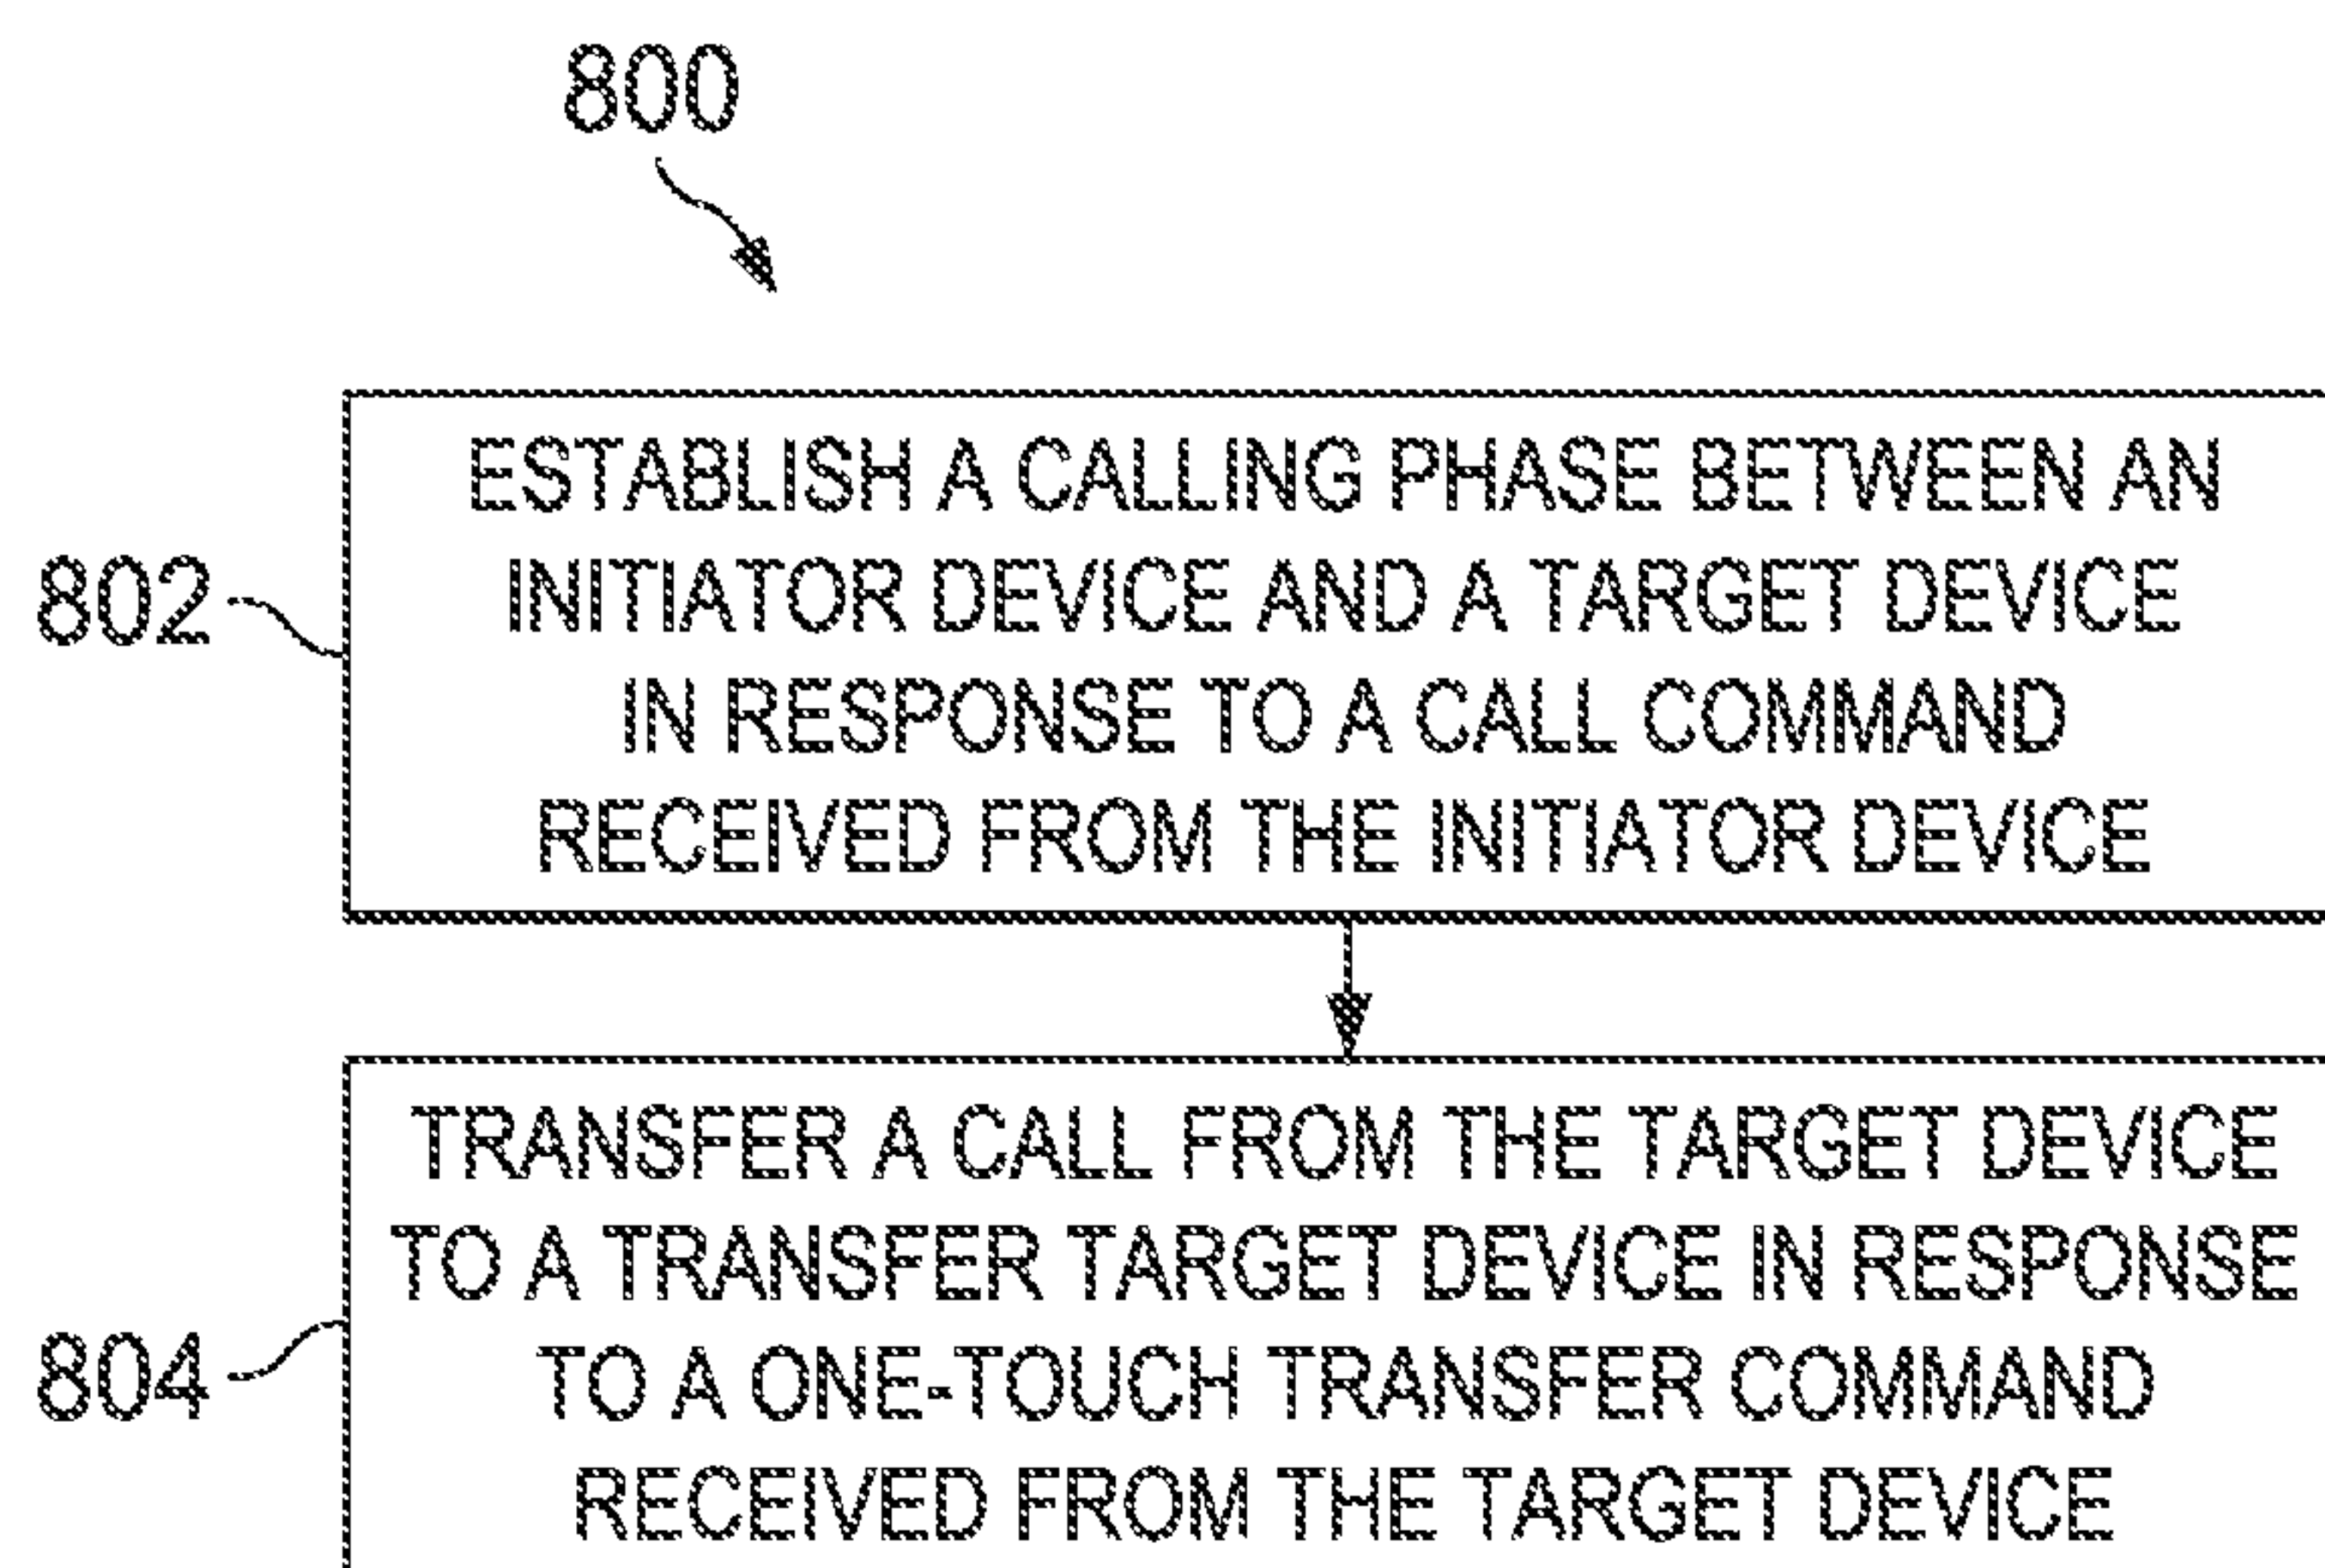 800
802
ESTABLISH A CALLING PHASE BETWEEN AN
INITIATOR DEVICE AND A TARGET DEVICE
IN RESPONSE TO A CALL COMMAND
RECEIVED FROM THE INITIATOR DEVICE
804
TRANSFER A CALL FROM THE TARGET DEVICE
TO A TRANSFER TARGET DEVICE IN RESPONSE
TO A ONE-TOUCH TRANSFER COMMAND
RECEIVED FROM THE TARGET DEVICE